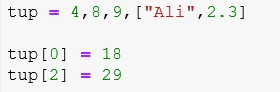 tup = 4,8,9,["Ali",2.3]
tup[0] = 18
tup[2] = 29